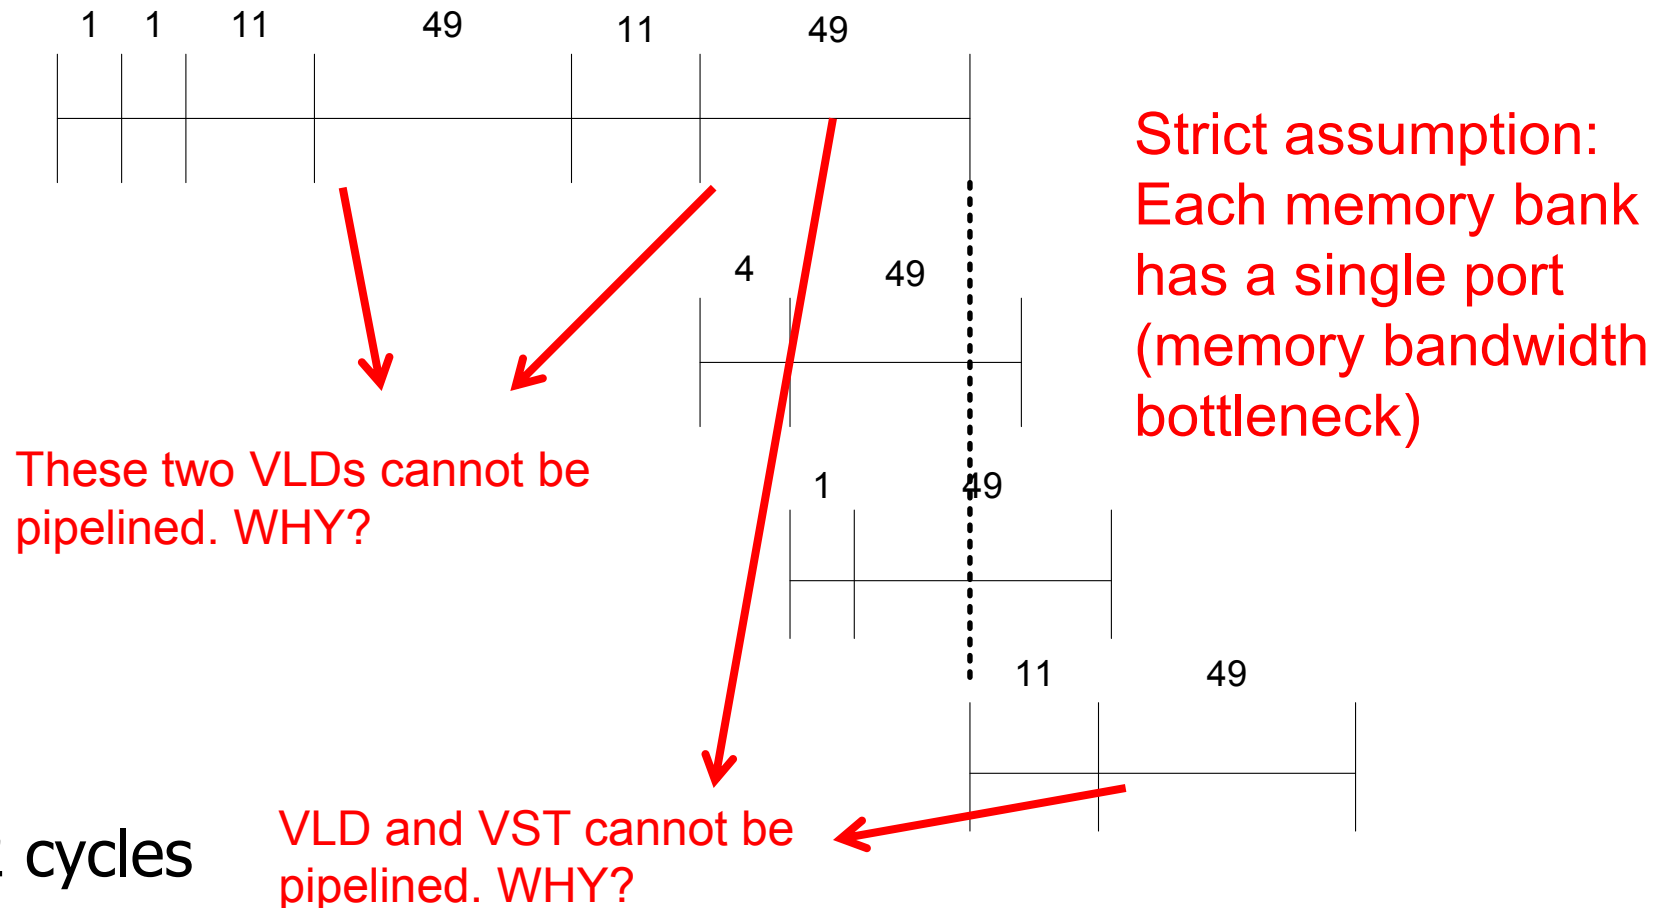 1 1 11 49 11 49
Strict assumption:
Each memory bank
has a single port
(memory bandwidth
bottleneck)
4 49
These two VLDs cannot be
pipelined. WHY?
1 49
11 49
VLD and VST cannot be
pipelined. WHY?
cycles